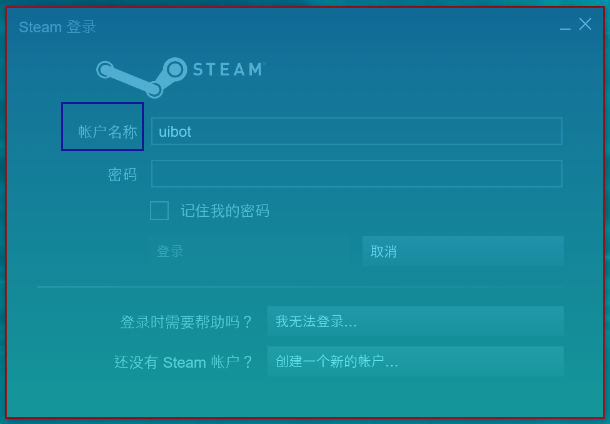 Steam 登录
STEAM
帐户名称 uibot
密码
记住我的密码
登录 取消
登录时需要帮助吗？ 我无法登录...
还没有 Steam 帐户？ 创建一个新的帐户...